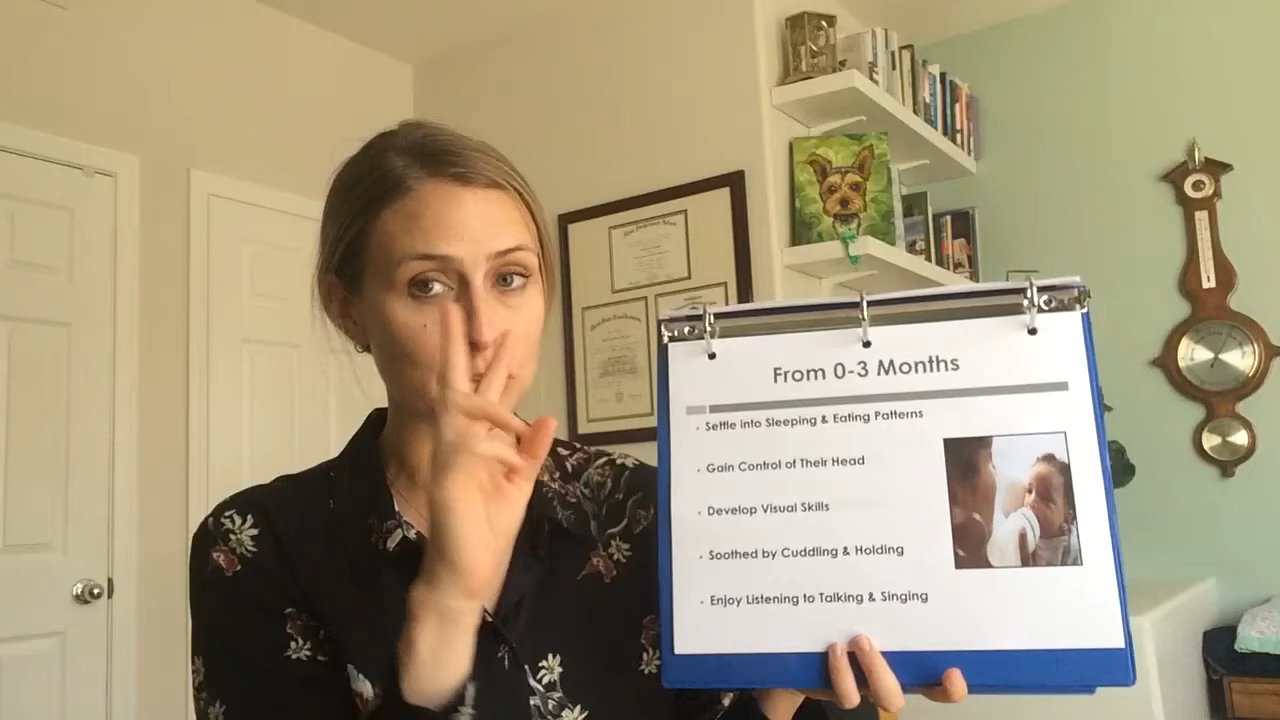 From 0-3 Months
Settle into Sleeping & Eating Patterns
Gain Control of Their Head
Develop Visual Skills
Soothed by Cuddling & Holding
Enjoy Listening to Talking & Singing